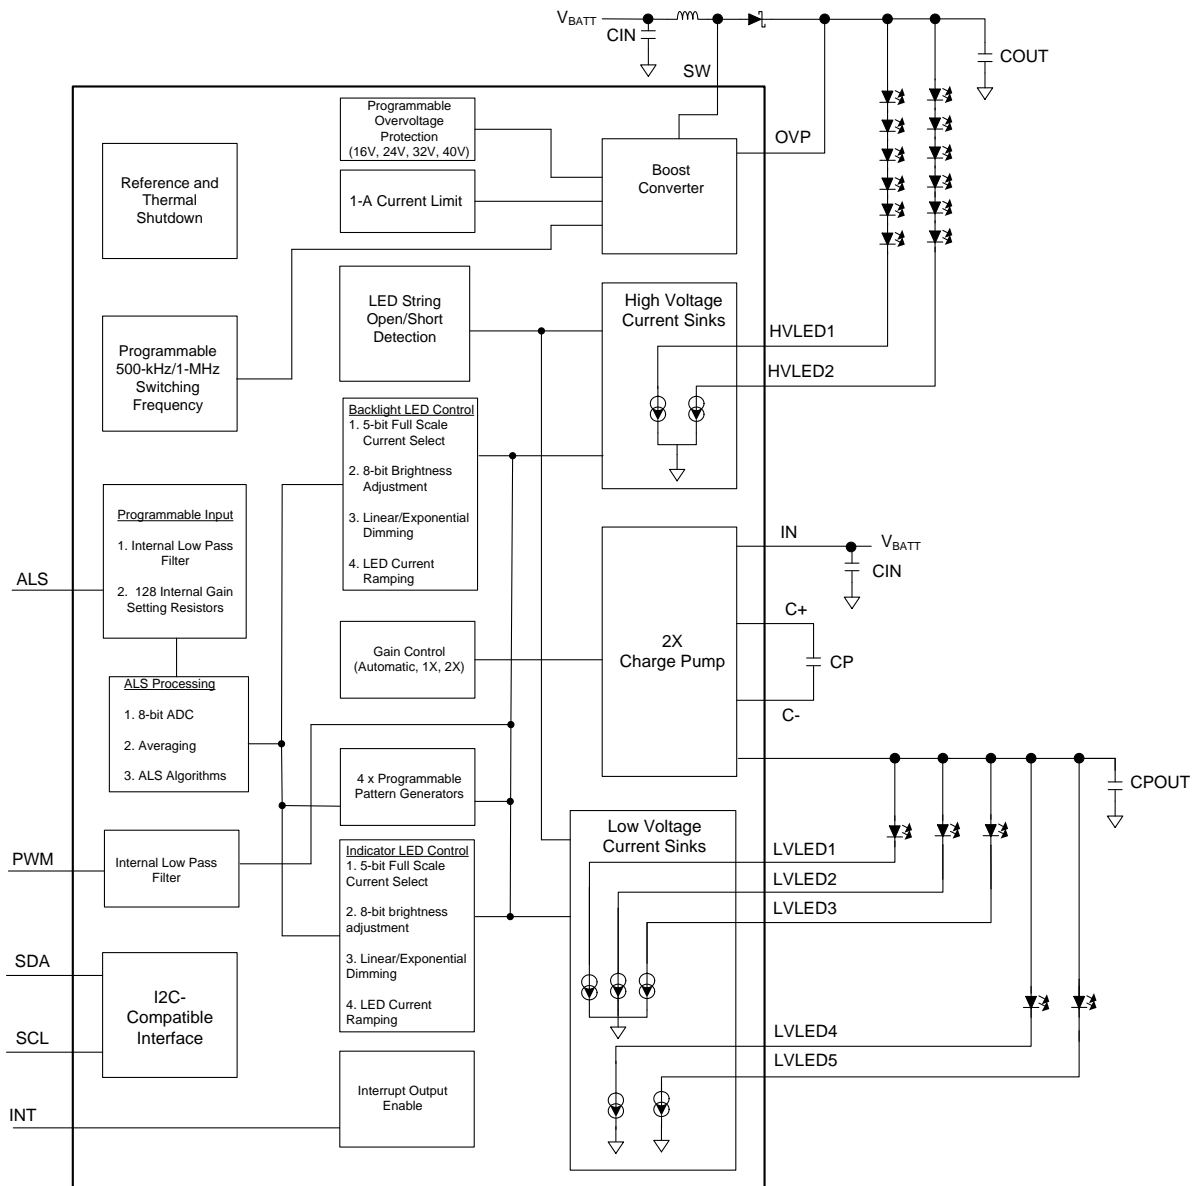 VBATT
CIN
SW
COUT
OVP
Programmable
Overvoltage
Protection
(16V, 24V, 32V, 40V)
Boost
Converter
Reference and
Thermal
Shutdown
1-A Current Limit
LED String
Open/Short
Detection
High Voltage
Current Sinks
HVLED1
HVLED2
Programmable
500-kHz/1-MHz
Switching
Frequency
Backlight LED Control
1. 5-bit Full Scale
Current Select
2. 8-bit Brightness
Adjustment
3. Linear/Exponential
Dimming
4. LED Current
Ramping
Programmable Input
1. Internal Low Pass
Filter
2. 128 Internal Gain
Setting Resistors
ALS
IN
VBATT
CIN
C+
CP
C-
2X
Charge Pump
Gain Control
(Automatic, 1X, 2X)
ALS Processing
1. 8-bit ADC
2. Averaging
3. ALS Algorithms
4 x Programmable
Pattern Generators
CPOUT
Low Voltage
Current Sinks
LVLED1
LVLED2
LVLED3
PWM
Internal Low Pass
Filter
Indicator LED Control
1. 5-bit Full Scale
Current Select
2. 8-bit brightness
adjustment
3. Linear/Exponential
Dimming
4. LED Current
Ramping
SDA
SCL
I2C-
Compatible
Interface
LVLED4
LVLED5
INT
Interrupt Output
Enable